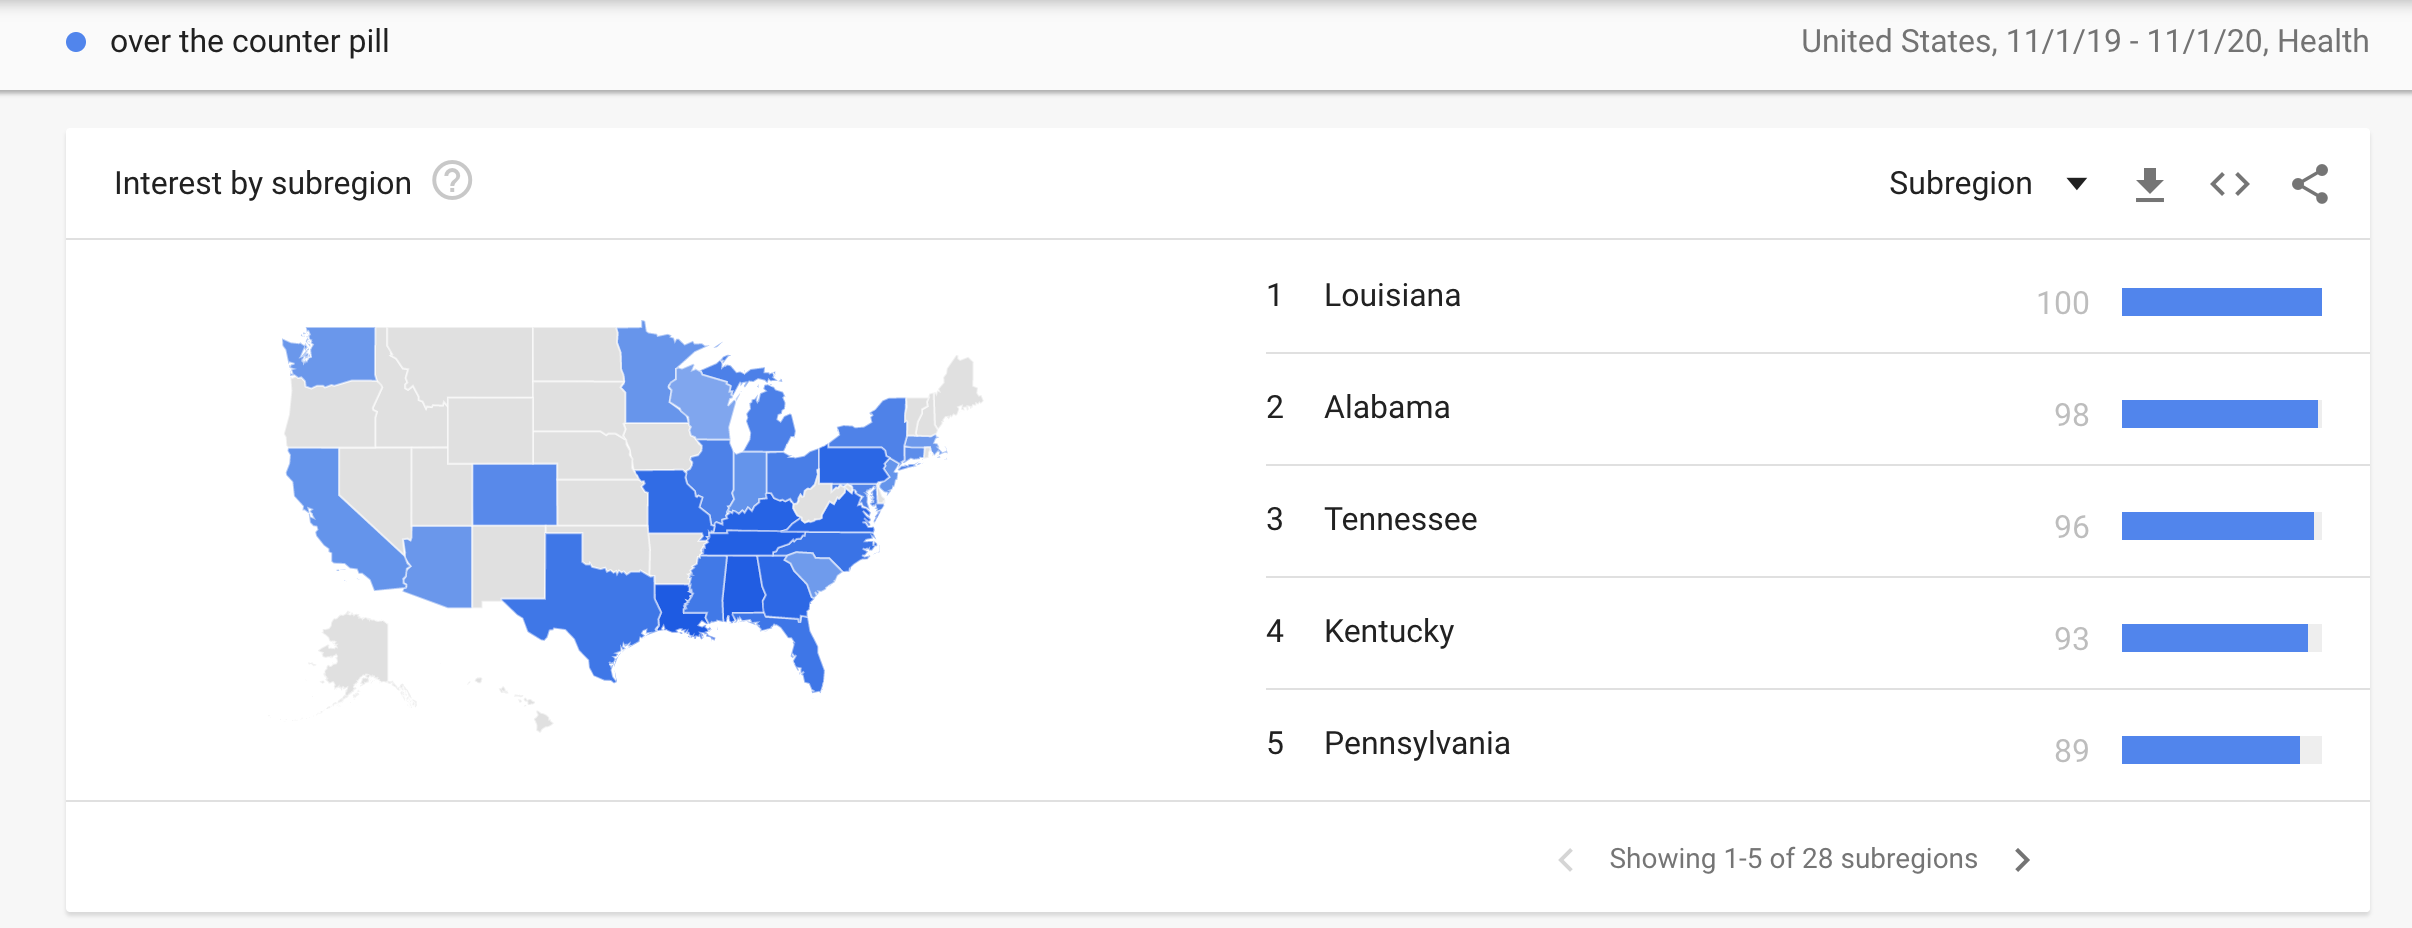 over the counter pill
United States, 11/1/19 - 11/1/20, Health
Interest by subregion ?
Subregion
1 Louisiana 100
2 Alabama 98
3 Tennessee 96
4 Kentucky 93
5 Pennsylvania 89
Showing 1-5 of 28 subregions